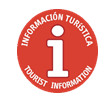 INFORMACIÓN TURÍSTICA
i
TOURIST INFORMATION